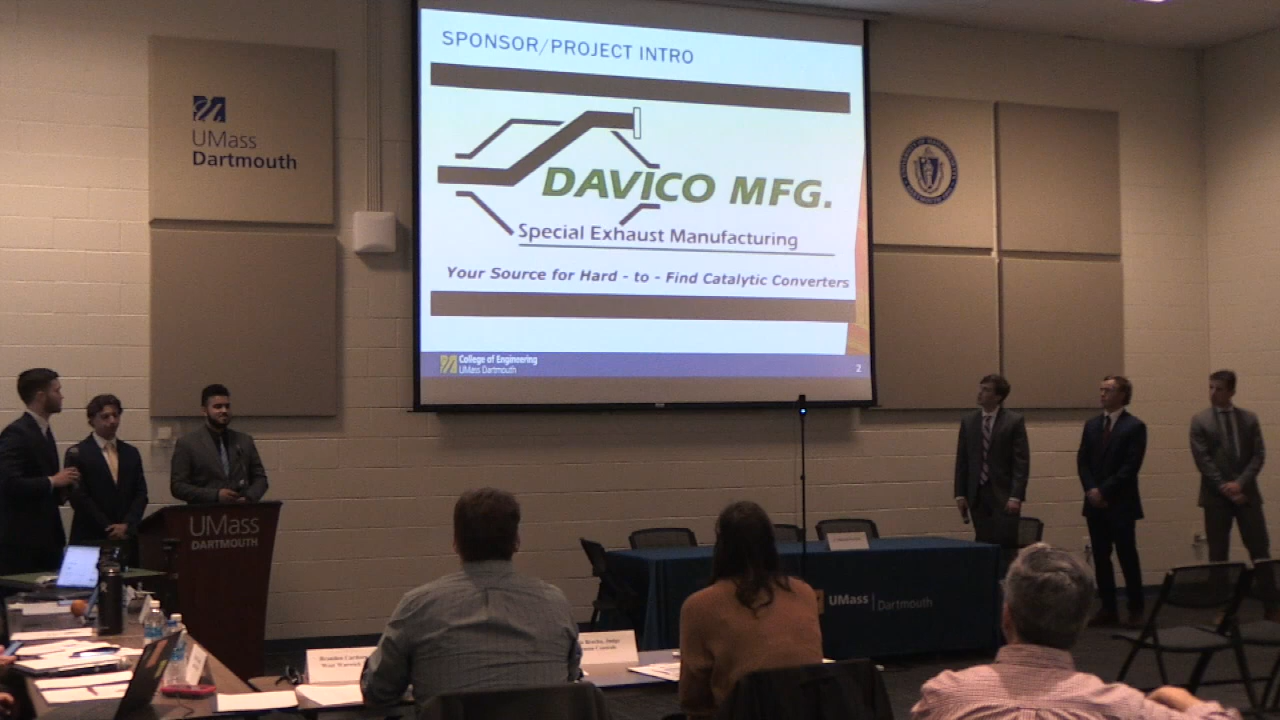 SPONSOR/PROJECT INTRO
DAVICO MFG.
Special Exhaust Manufacturing
Your Source for Hard - to - Find Catalytic Converters
College of Engineering
UMass Dartmouth
2
UMass
Dartmouth
UMass
DARTMOUTH
UMass | Dartmouth
Judge